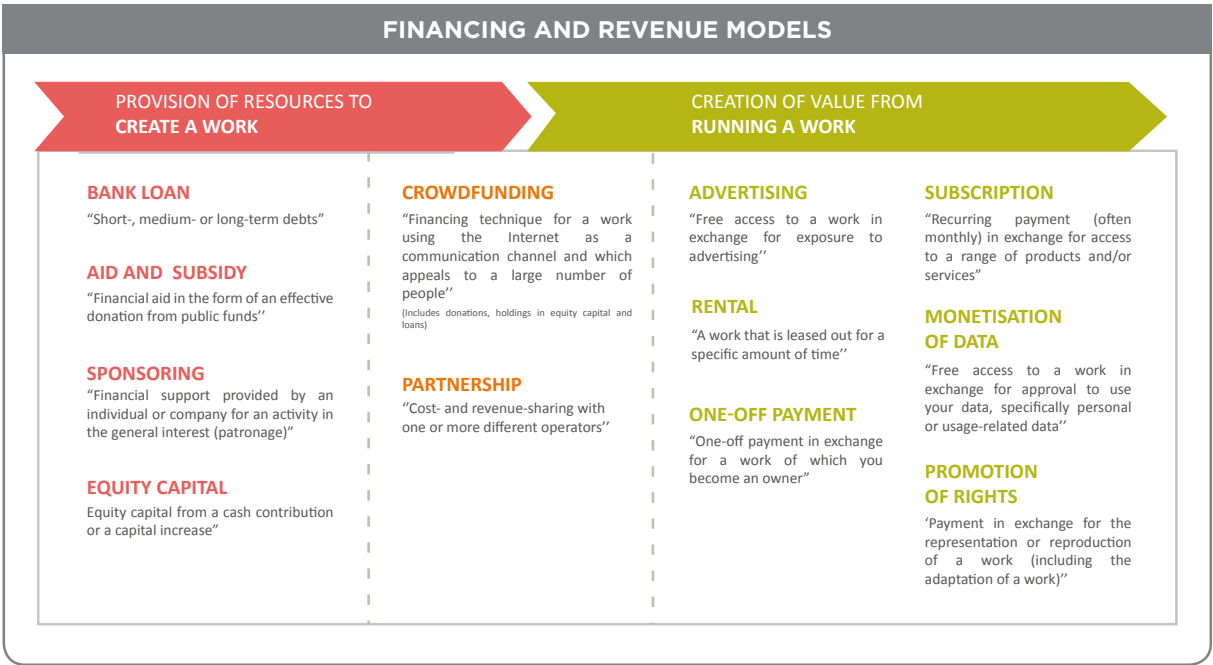 FINANCING AND REVENUE MODELS
PROVISION OF RESOURCES TO
CREATE A WORK
CREATION OF VALUE FROM
RUNNING A WORK
BANK LOAN
“Short-, medium- or long-term debts”
AID AND SUBSIDY
“Financial aid in the form of an effective
donation from public funds’’
SPONSORING
“Financial support provided by an
individual or company for an activity in
the general interest (patronage)”
EQUITY CAPITAL
Equity capital from a cash contribution
or a capital increase”
CROWDFUNDING
“Financing technique for a work
using the Internet as a
communication channel and which
appeals to a large number of
people’’
(Includes donations, holdings in equity capital and
loans)
PARTNERSHIP
‘’Cost- and revenue-sharing with
one or more different operators’’
ADVERTISING
“Free access to a work in
exchange for exposure to
advertising’’
RENTAL
“A work that is leased out for a
specific amount of time’’
ONE-OFF PAYMENT
“One-off payment in exchange
for a work of which you
become an owner”
SUBSCRIPTION
“Recurring payment (often
monthly) in exchange for access
to a range of products and/or
services”
MONETISATION
OF DATA
“Free access to a work in
exchange for approval to use
your data, specifically personal
or usage-related data’’
PROMOTION
OF RIGHTS
‘Payment in exchange for the
representation or reproduction
of a work (including the
adaptation of a work)’’